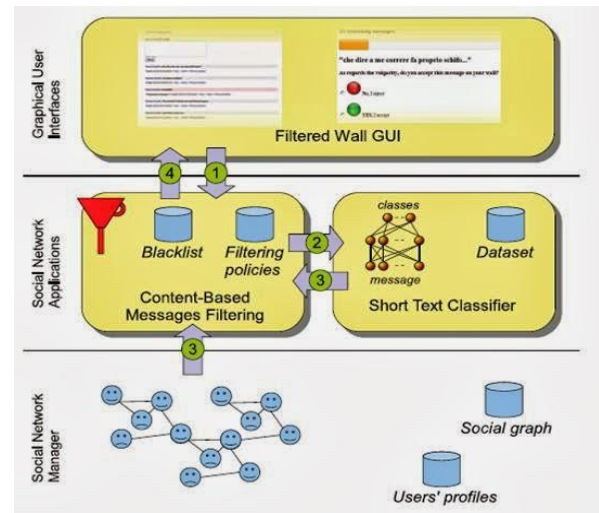 Graphical User
Interfaces
"che dire a me correre fa proprio schifo..."
As regards the vulgarity, do you accept this message on your wall?
Filtered Wall GUI
4
1
Social Network
Applications
Blacklist
Filtering
policies
Content-Based
Messages Filtering
2
3
classes
message
Dataset
Short Text Classifier
3
Social Network
Manager
Social graph
Users' profiles